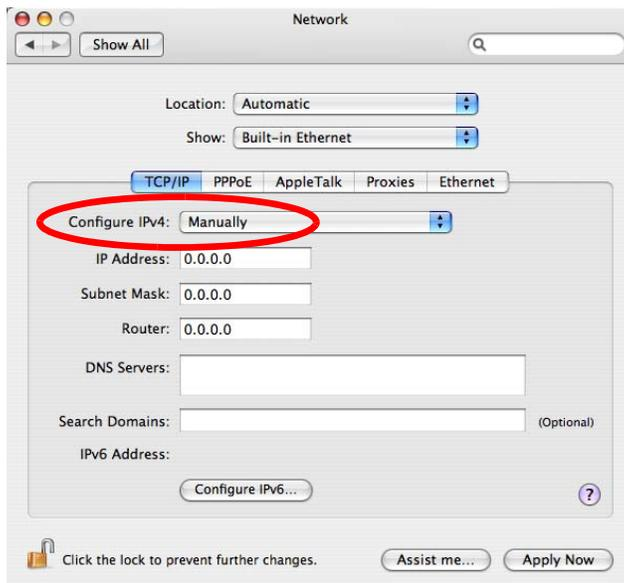 Network
Show All
Location: Automatic
Show: Built-in Ethernet
TCP/IP PPPoE AppleTalk Proxies Ethernet
Configure IPv4: Manually
IP Address: 0.0.0.0
Subnet Mask: 0.0.0.0
Router: 0.0.0.0
DNS Servers:
Search Domains: (Optional)
IPv6 Address:
Configure IPv6...
?
Click the lock to prevent further changes. Assist me... Apply Now